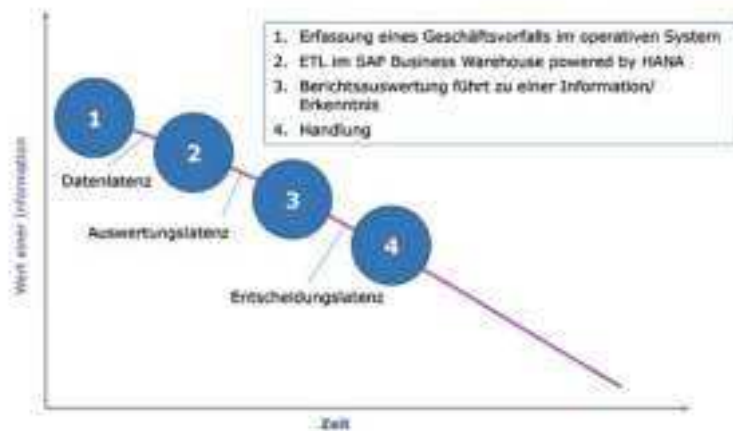 1. Erfassung eines Geschäftsvorfalls im operativen System
2. ETL im SAP Business Warehouse powered by HANA
3. Berichtsauswertung führt zu einer Information/
Erkenntnis
4. Handlung
1
2
3
4
Datenlatenz
Auswertungslatenz
Entscheidungslatenz
Wert einer Information
Zeit